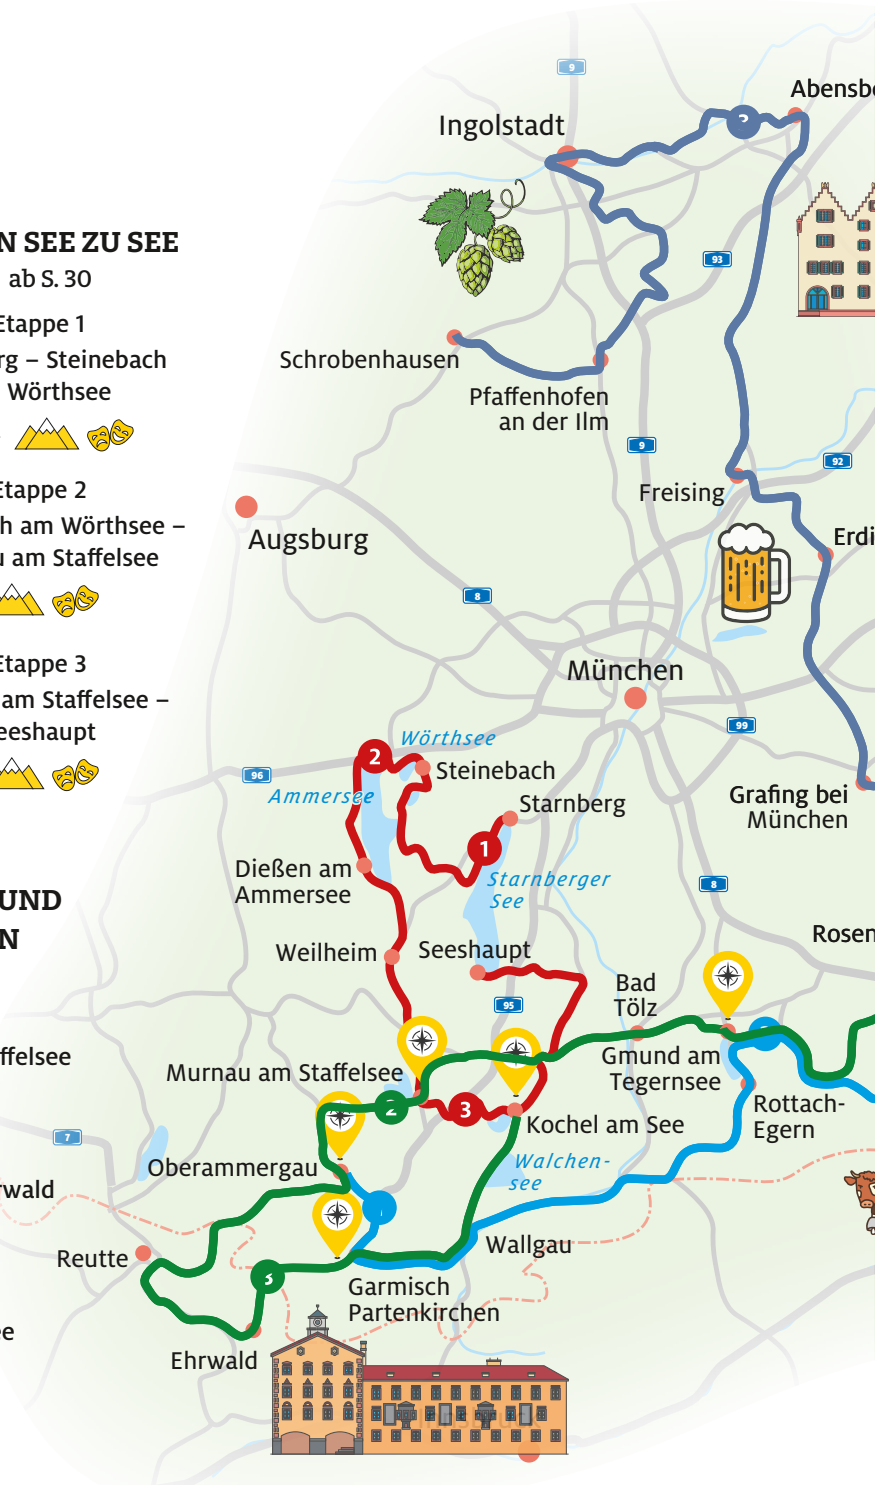 N SEE ZU SEE
ab S. 30
Etappe 1
rg – Steinebach
Wörthsee
Etappe 2
h am Wörthsee –
u am Staffelsee
Etappe 3
am Staffelsee –
eeshaupt
UND
N
ffelsee
rwald
ee
9
Abensbe
Ingolstadt
3
93
Schrobenhausen
Pfaffenhofen
an der Ilm
9
92
Freising
Augsburg
Erdi
8
München
99
Wörthsee
2
Steinebach
96
Ammersee
Starnberg
Grafing bei
München
1
Dießen am
Ammersee
Starnberger
See
8
Rosen
Weilheim
Seeshaupt
95
Bad
Tölz
Gmund am
Tegernsee
Murnau am Staffelsee
2
3
Rottach-
Egern
Kochel am See
7
Oberammergau
Walchen-
see
Wallgau
Reutte
3
Garmisch
Partenkirchen
Ehrwald
Innsbruck